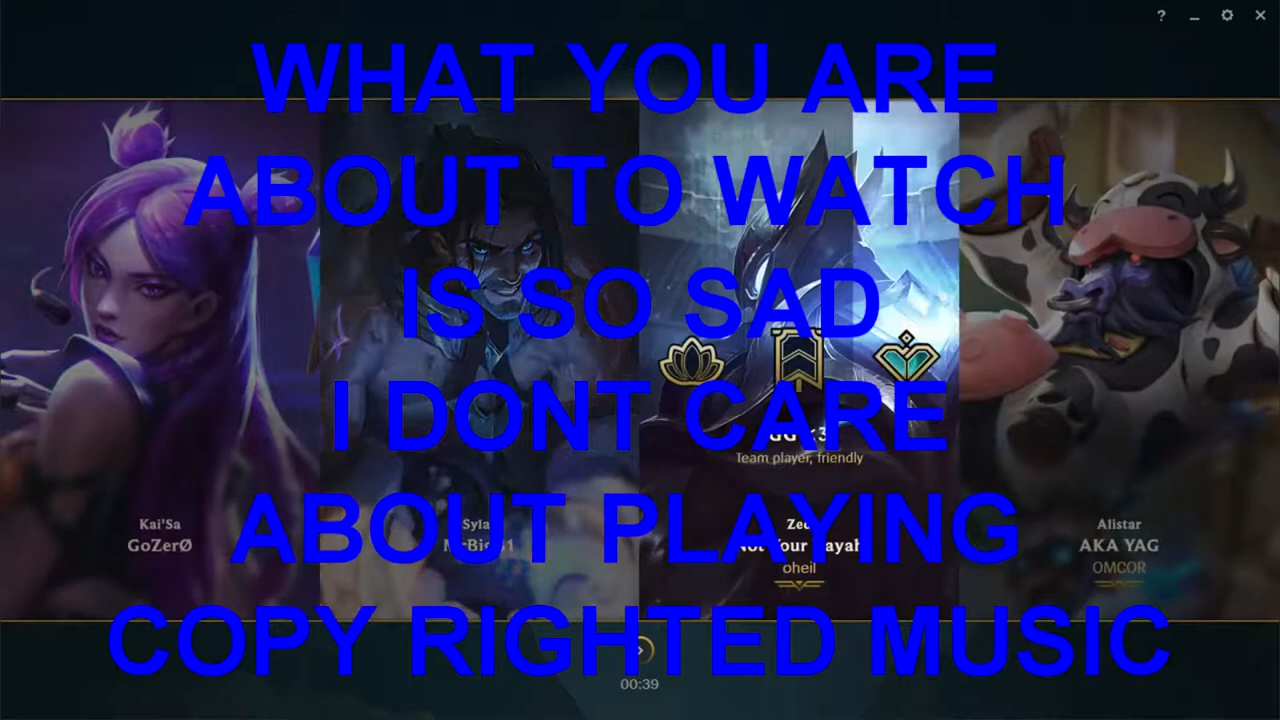 ?
WHAT YOU ARE
ABOUT TO WATCH
IS SO SAD
I DONT CARE
Team player, friendly
ABOUT PLAYING
Kai'Sa
GoZerØ
Zed
oheil
Alistar
AKA YAG
OMCOR
COPY RIGHTED MUSIC
00:39